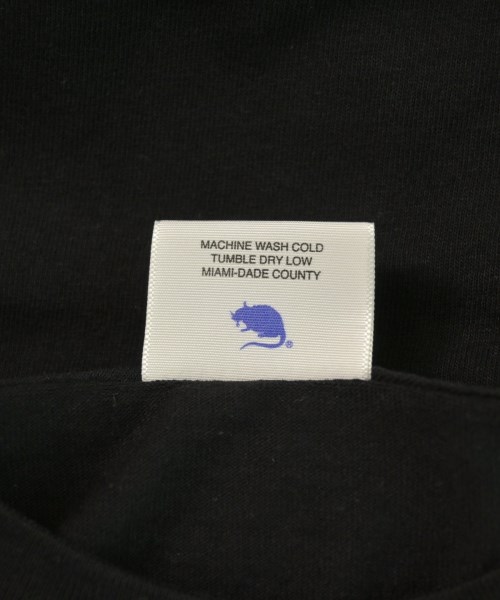 MACHINE WASH COLD
TUMBLE DRY LOW
MIAMI-DADE COUNTY
®